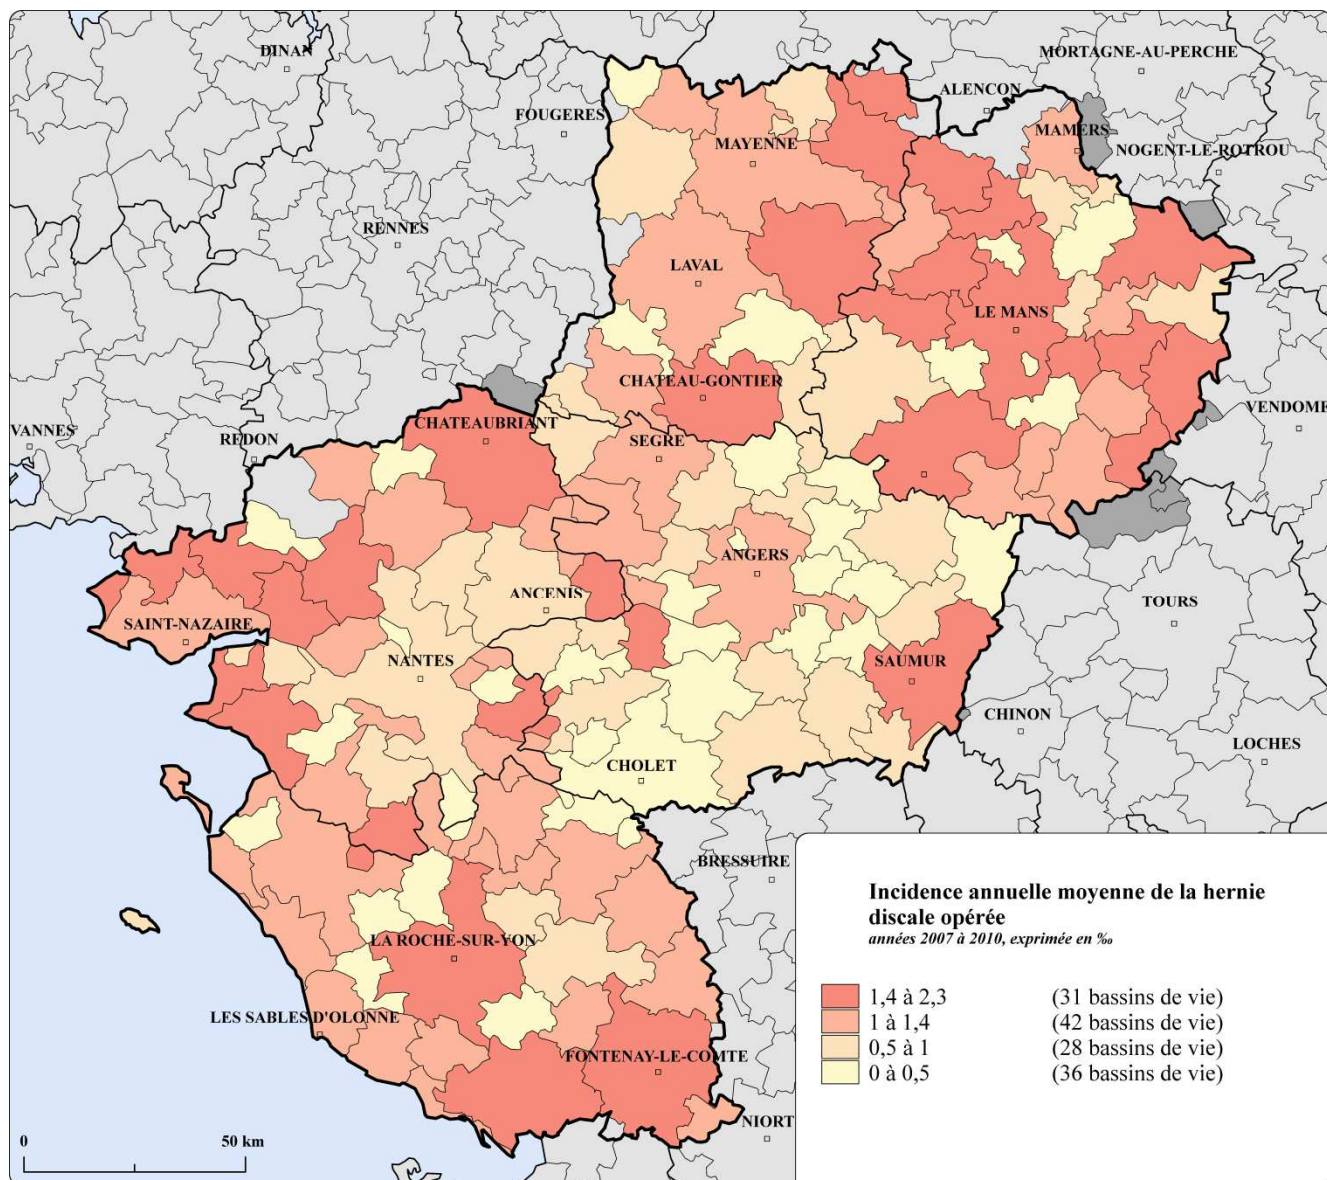 DINAN
MORTAGNE-AU-PERCHE
ALENCON
FOUGERES
MAMERS
MAYENNE
NOGENT-LE-ROTROU
RENNES
LAVAL
LE MANS
CHATEAU-GONTIER
VENDOME
CHATEAUBRIANT
VANNES
REDON
SEGRE
ANGERS
ANCENIS
TOURS
SAINT-NAZAIRE
NANTES
SAUMUR
CHINON
LOCHES
CHOLET
BRESSUIRE
LA ROCHE-SUR-YON
LES SABLES D'OLONNE
FONTENAY-LE-COMTE
NIORT
Incidence annuelle moyenne de la hernie
discale opérée
années 2007 à 2010, exprimée en ‰
1,4 à 2,3 (31 bassins de vie)
1 à 1,4 (42 bassins de vie)
0,5 à 1 (28 bassins de vie)
0 à 0,5 (36 bassins de vie)
0 50 km